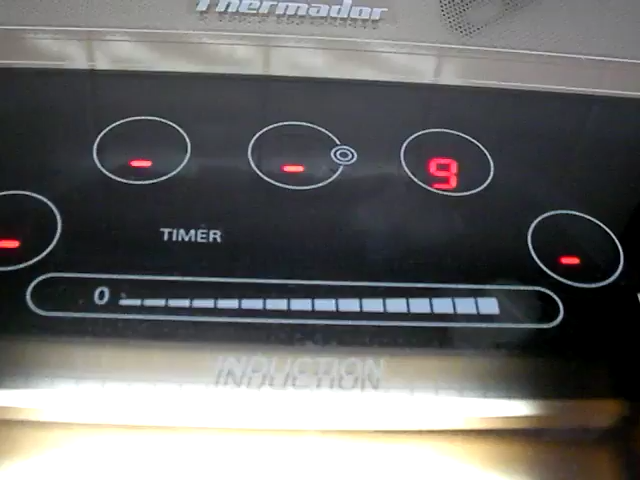 Thermador
- - 9
- -
TIMER
0
INDUCTION